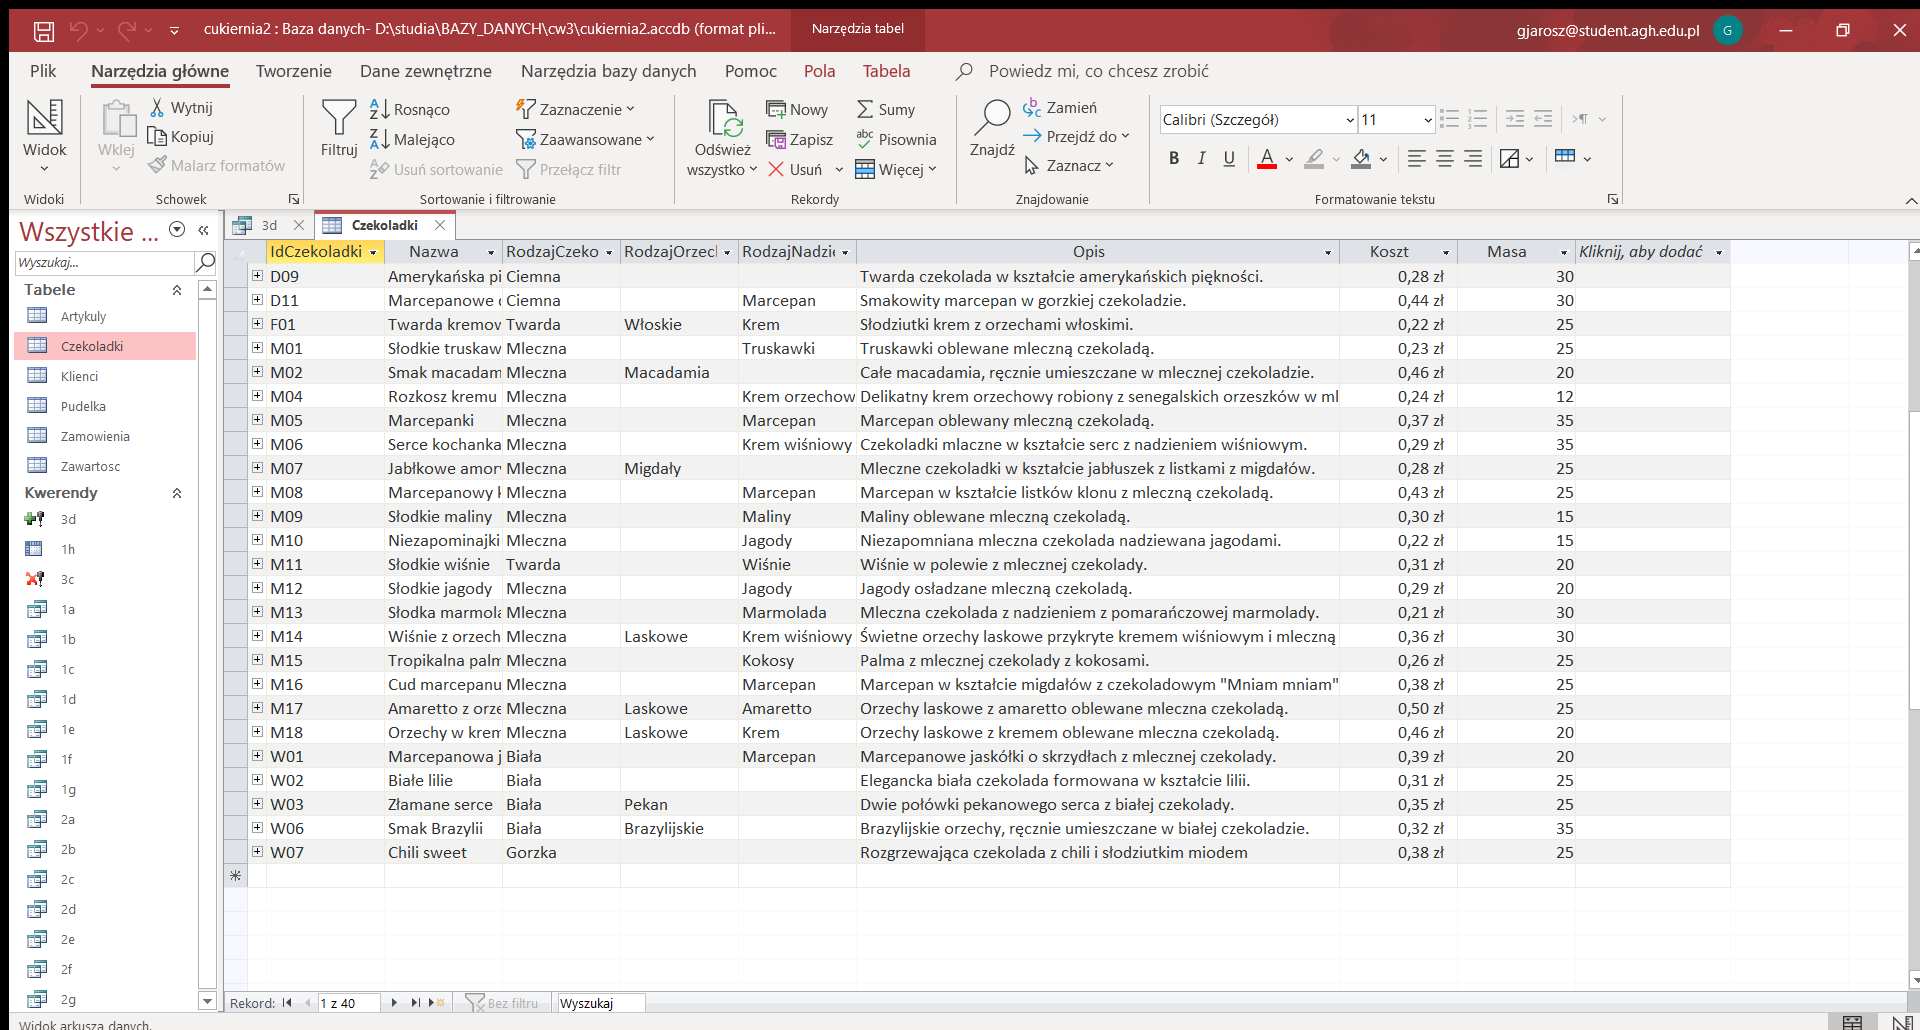 cukiernia2 : Baza danych- D:\studia\BAZY_DANYCH\cw3\cukiernia2.accdb (format pli... Narzędzia tabel gjarosz@student.agh.edu.pl G
Plik Narzędzia główne Tworzenie Dane zewnętrzne Narzędzia bazy danych Pomoc Pola Tabela Powiedz mi, co chcesz zrobić
Widok
Widoki
Wklej
Wytnij
Kopiuj
Malarz formatów
Schowek
Filtruj
Rosnąco
Malejąco
Usuń sortowanie
Zaznaczenie
Zaawansowane
Przełącz filtr
Sortowanie i filtrowanie
Odśwież
wszystko
Nowy
Zapisz
Usuń
Sumy
Pisownia
Więcej
Rekordy
Znajdź
Zamień
Przejdź do
Zaznacz
Znajdowanie
Calibri (Szczegół) 11
B I U A
Formatowanie tekstu
Wszystkie ...
Wyszukaj...
Tabele
Artykuly
Czekoladki
Klienci
Pudelka
Zamowienia
Zawartosc
Kwerendy
3d
1h
3c
1a
1b
1c
1d
1e
1f
1g
2a
2b
2c
2d
2e
2f
2g
3d Czekoladki
IdCzekoladki Nazwa RodzajCzeko RodzajOrzecl RodzajNadzie Opis Koszt Masa Kliknij, aby dodać
D09 Amerykańska pi Ciemna Twarda czekolada w kształcie amerykańskich piękności. 0,28 zł 30
D11 Marcepanowe Ciemna Marcepan Smakowity marcepan w gorzkiej czekoladzie. 0,44 zł 30
F01 Twarda kremov Twarda Włoskie Krem Słodziutki krem z orzechami włoskimi. 0,22 zł 25
M01 Słodkie truskaw Mleczna Truskawki Truskawki oblewane mleczną czekoladą. 0,23 zł 25
M02 Smak macadam Mleczna Macadamia Całe macadamia, ręcznie umieszczane w mlecznej czekoladzie. 0,46 zł 20
M04 Rozkosz kremu Mleczna Krem orzechow Delikatny krem orzechowy robiony z senegalskich orzeszków w ml 0,24 zł 12
M05 Marcepanki Mleczna Marcepan Marcepan oblewany mleczną czekoladą. 0,37 zł 35
M06 Serce kochanka Mleczna Krem wiśniowy Czekoladki mlaczne w kształcie serc z nadzieniem wiśniowym. 0,29 zł 35
M07 Jabłkowe amor Mleczna Migdały Mleczne czekoladki w kształcie jabłuszek z listkami z migdałów. 0,28 zł 25
M08 Marcepanowy k Mleczna Marcepan Marcepan w kształcie listków klonu z mleczną czekoladą. 0,43 zł 25
M09 Słodkie maliny Mleczna Maliny Maliny oblewane mleczną czekoladą. 0,30 zł 15
M10 Niezapominajki Mleczna Jagody Niezapomniana mleczna czekolada nadziewana jagodami. 0,22 zł 15
M11 Słodkie wiśnie Twarda Wiśnie Wiśnie w polewie z mlecznej czekolady. 0,31 zł 20
M12 Słodkie jagody Mleczna Jagody Jagody osładzane mleczną czekoladą. 0,29 zł 20
M13 Słodka marmola Mleczna Marmolada Mleczna czekolada z nadzieniem z pomarańczowej marmolady. 0,21 zł 30
M14 Wiśnie z orzech Mleczna Laskowe Krem wiśniowy Świetne orzechy laskowe przykryte kremem wiśniowym i mleczną 0,36 zł 30
M15 Tropikalna palm Mleczna Kokosy Palma z mlecznej czekolady z kokosami. 0,26 zł 25
M16 Cud marcepanu Mleczna Marcepan Marcepan w kształcie migdałów z czekoladowym "Mniam mniam" 0,38 zł 25
M17 Amaretto z orze Mleczna Laskowe Amaretto Orzechy laskowe z amaretto oblewane mleczna czekoladą. 0,50 zł 25
M18 Orzechy w krem Mleczna Laskowe Krem Orzechy laskowe z kremem oblewane mleczna czekoladą. 0,46 zł 20
W01 Marcepanowa j Biała Marcepan Marcepanowe jaskółki o skrzydłach z mlecznej czekolady. 0,39 zł 20
W02 Białe lilie Biała Elegancka biała czekolada formowana w kształcie lilii. 0,31 zł 25
W03 Złamane serce Biała Pekan Dwie połówki pekanowego serca z białej czekolady. 0,35 zł 25
W06 Smak Brazylii Biała Brazylijskie Brazylijskie orzechy, ręcznie umieszczane w białej czekoladzie. 0,32 zł 35
W07 Chili sweet Gorzka Rozgrzewająca czekolada z chili i słodziutkim miodem 0,38 zł 25
Rekord: 1 z 40 Bez filtru Wyszukaj
Widok arkusza danych.